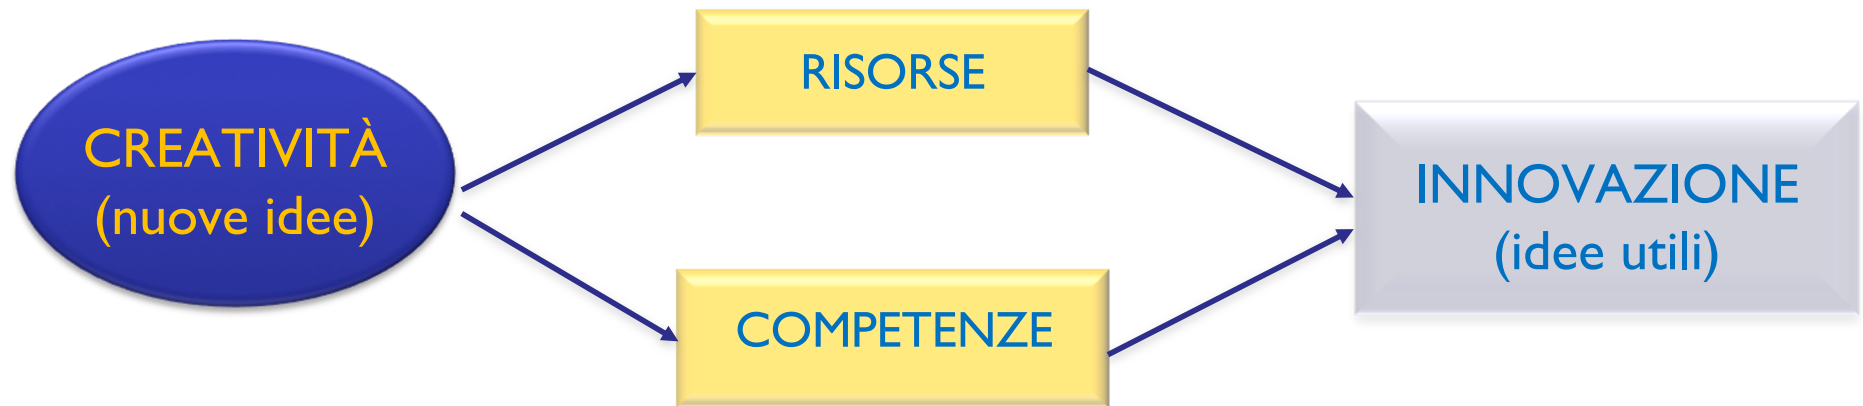 CREATIVITÀ
(nuove idee)
RISORSE
COMPETENZE
INNOVAZIONE
(idee utili)